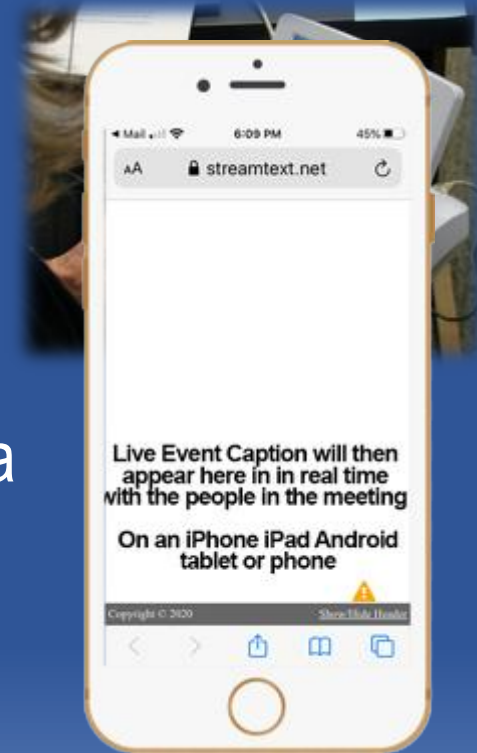 Mail
6:09 PM
45%
AA
streamtext.net
Live Event Caption will then
appear here in in real time
with the people in the meeting
a
On an iPhone iPad Android
tablet or phone
Copyright © 2020
Show/Hide Header